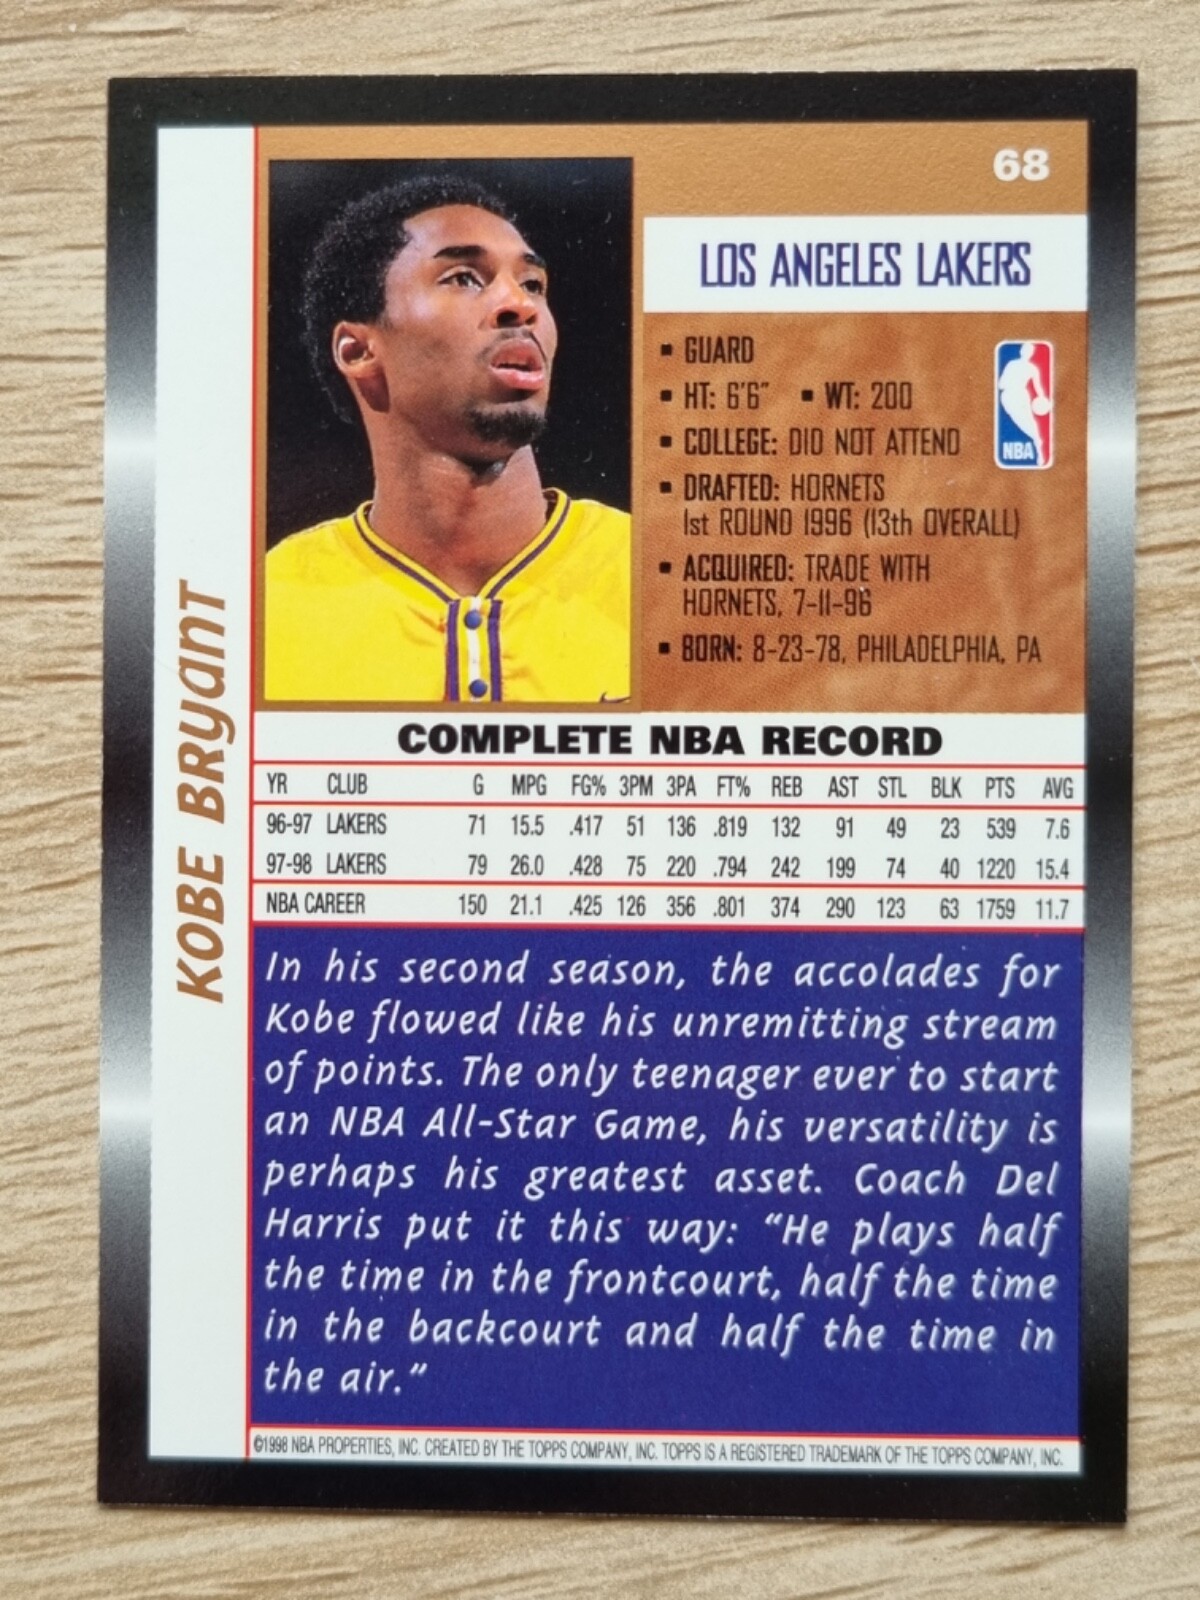 68
LOS ANGELES LAKERS
▪ GUARD
▪ HT: 6'6" ▪ WT: 200
▪ COLLEGE: DID NOT ATTEND
▪ DRAFTED: HORNETS
1st ROUND 1996 (13th OVERALL)
▪ ACQUIRED: TRADE WITH
HORNETS, 7-11-96
▪ BORN: 8-23-78, PHILADELPHIA, PA
NBA
KOBE BRyaNT
COMPLETE NBA RECORD
YR CLUB G MPG FG% 3PM 3PA FT% REB AST STL BLK PTS AVG
96-97 LAKERS 71 15.5 .417 51 136 .819 132 91 49 23 539 7.6
97-98 LAKERS 79 26.0 .428 75 220 .794 242 199 74 40 1220 15.4
NBA CAREER 150 21.1 .425 126 356 .801 374 290 123 63 1759 11.7
In his second season, the accolades for
Kobe flowed like his unremitting stream
of points. The only teenager ever to start
an NBA All-Star Game, his versatility is
perhaps his greatest asset. Coach Del
Harris put it this way: “He plays half
the time in the frontcourt, half the time
in the backcourt and half the time in
the air.”
©1998 NBA PROPERTIES, INC. CREATED BY THE TOPPS COMPANY, INC. TOPPS IS A REGISTERED TRADEMARK OF THE TOPPS COMPANY, INC.